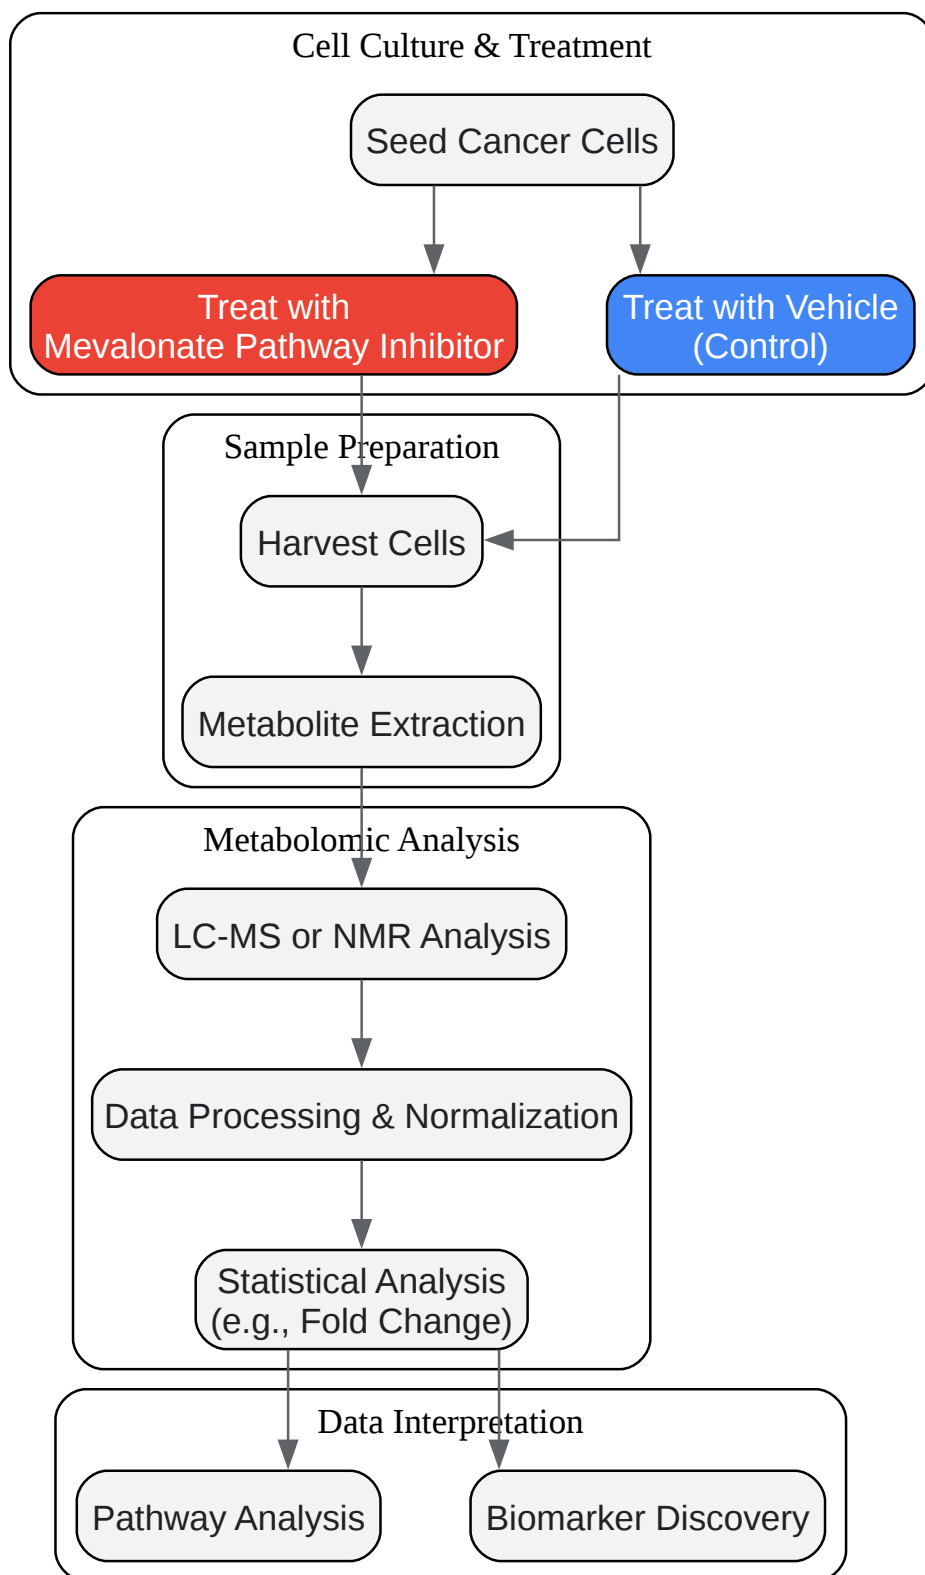 Cell Culture & Treatment
Seed Cancer Cells
Treat with
Mevalonate Pathway Inhibitor
Treat with Vehicle
(Control)
Sample Preparation
Harvest Cells
Metabolite Extraction
Metabolomic Analysis
LC-MS or NMR Analysis
Data Processing & Normalization
Statistical Analysis
(e.g., Fold Change)
Data Interpretation
Pathway Analysis
Biomarker Discovery